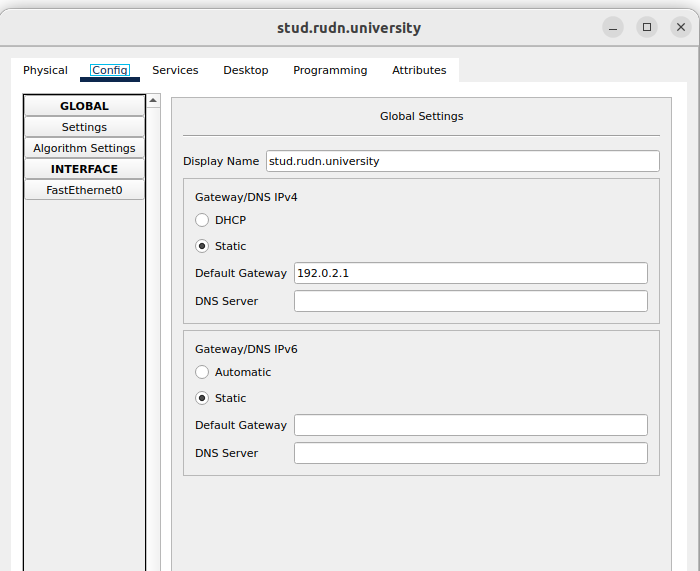 stud.rudn.university
Physical Config Services Desktop Programming Attributes
GLOBAL
Settings
Algorithm Settings
INTERFACE
FastEthernet0
Global Settings
Display Name stud.rudn.university
Gateway/DNS IPv4
DHCP
Static
Default Gateway 192.0.2.1
DNS Server
Gateway/DNS IPv6
Automatic
Static
Default Gateway
DNS Server